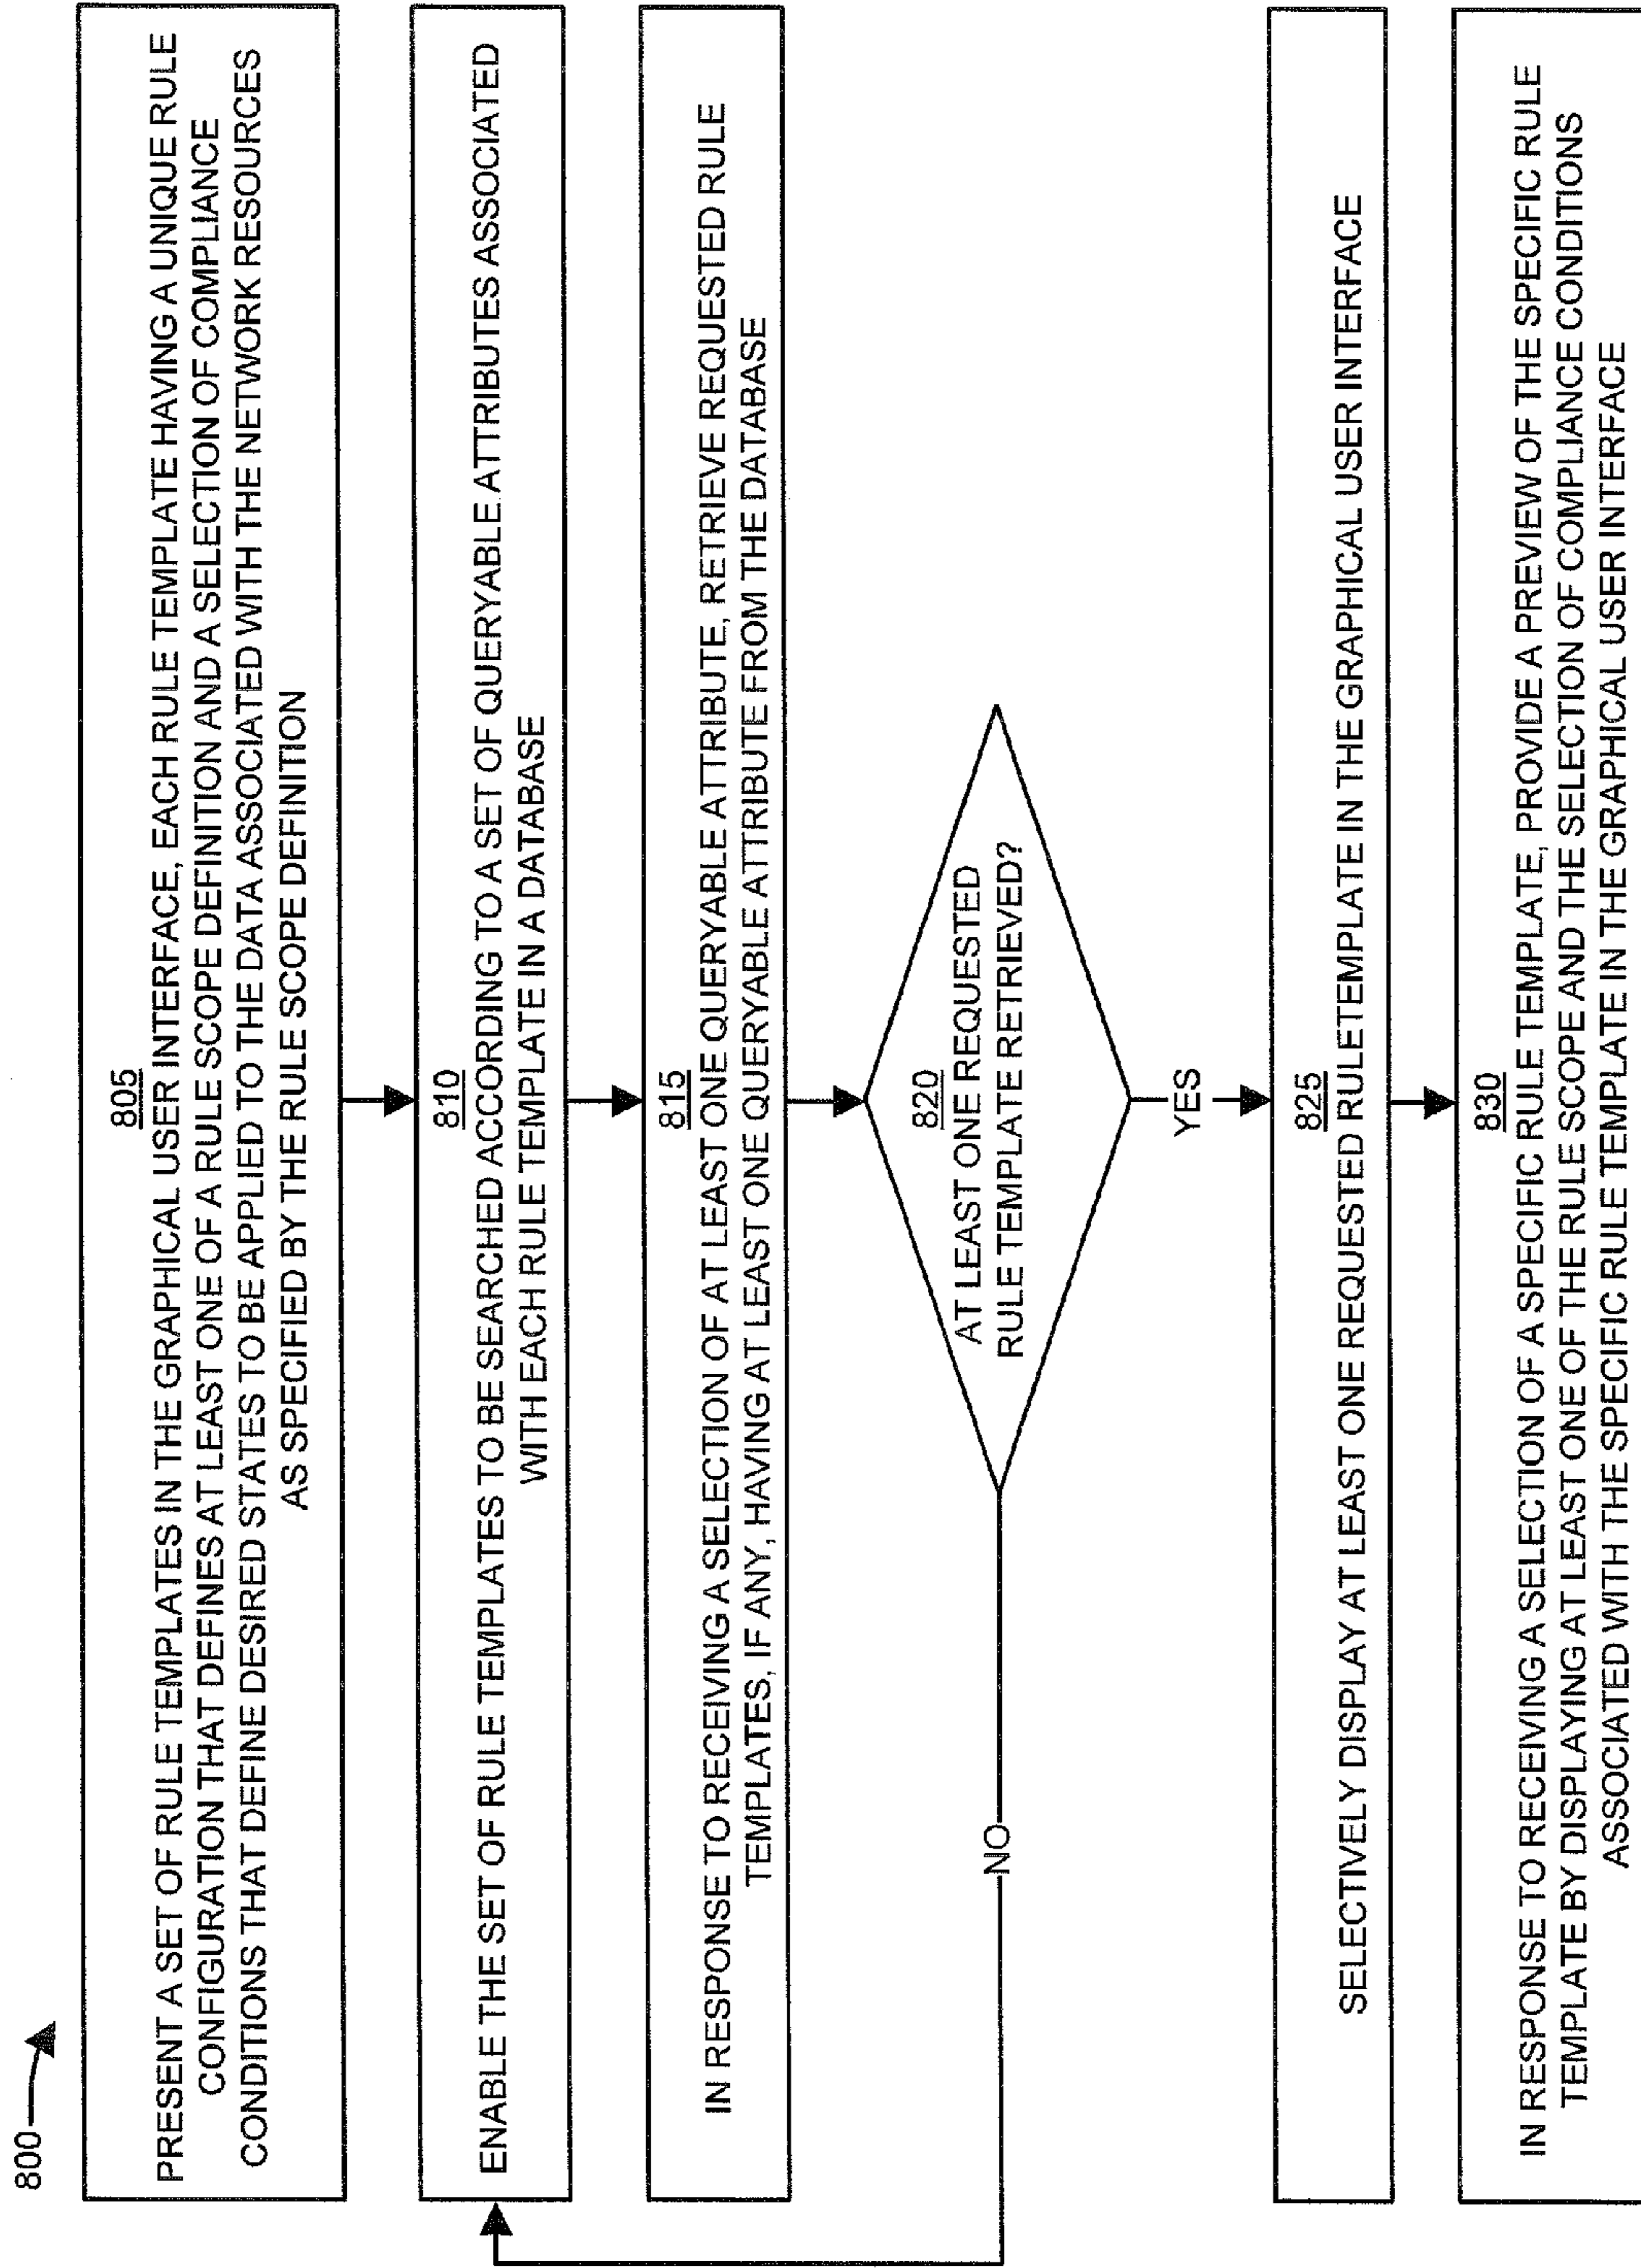 800
805
PRESENT A SET OF RULE TEMPLATES IN THE GRAPHICAL USER INTERFACE, EACH RULE TEMPLATE HAVING A UNIQUE RULE
CONFIGURATION THAT DEFINES AT LEAST ONE OF A RULE SCOPE DEFINITION AND A SELECTION OF COMPLIANCE
CONDITIONS THAT DEFINE DESIRED STATES TO BE APPLIED TO THE DATA ASSOCIATED WITH THE NETWORK RESOURCES
AS SPECIFIED BY THE RULE SCOPE DEFINITION
810
ENABLE THE SET OF RULE TEMPLATES TO BE SEARCHED ACCORDING TO A SET OF QUERYABLE ATTRIBUTES ASSOCIATED
WITH EACH RULE TEMPLATE IN A DATABASE
815
IN RESPONSE TO RECEIVING A SELECTION OF AT LEAST ONE QUERYABLE ATTRIBUTE, RETRIEVE REQUESTED RULE
TEMPLATES, IF ANY, HAVING AT LEAST ONE QUERYABLE ATTRIBUTE FROM THE DATABASE
820
AT LEAST ONE REQUESTED
RULE TEMPLATE RETRIEVED?
NO
YES
825
SELECTIVELY DISPLAY AT LEAST ONE REQUESTED RULETEMPLATE IN THE GRAPHICAL USER INTERFACE
830
IN RESPONSE TO RECEIVING A SELECTION OF A SPECIFIC RULE TEMPLATE, PROVIDE A PREVIEW OF THE SPECIFIC RULE
TEMPLATE BY DISPLAYING AT LEAST ONE OF THE RULE SCOPE AND THE SELECTION OF COMPLIANCE CONDITIONS
ASSOCIATED WITH THE SPECIFIC RULE TEMPLATE IN THE GRAPHICAL USER INTERFACE